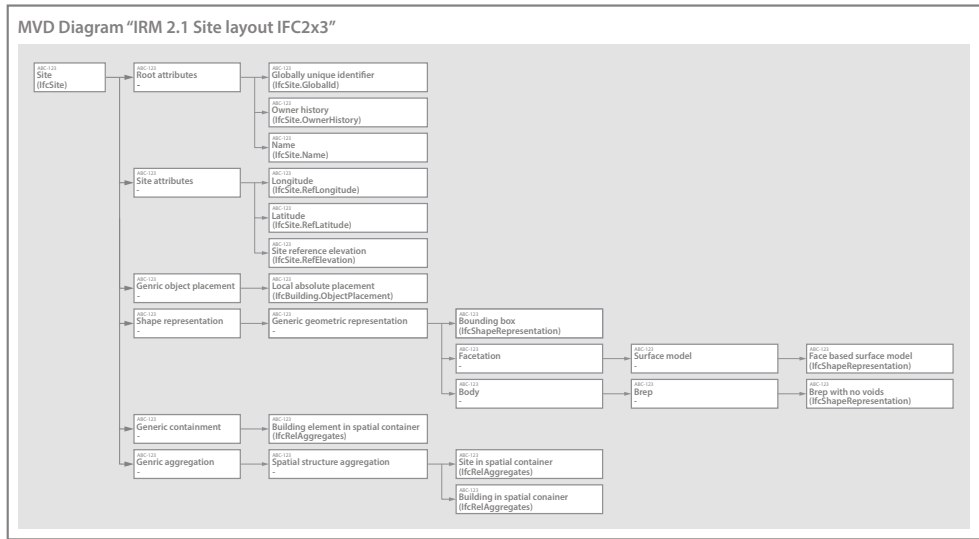 MVD Diagram “IRM 2.1 Site layout IFC2x3”
ABC-123
Site
(IfcSite)
ABC-123
Root attributes
-
ABC-123
Globally unique identifier
(IfcSite.GlobalId)
ABC-123
Owner history
(IfcSite.OwnerHistory)
ABC-123
Name
(IfcSite.Name)
ABC-123
Site attributes
-
ABC-123
Longitude
(IfcSite.RefLongitude)
ABC-123
Latitude
(IfcSite.RefLatitude)
ABC-123
Site reference elevation
(IfcSite.RefElevation)
ABC-123
Genric object placement
-
ABC-123
Local absolute placement
(IfcBuilding.ObjectPlacement)
ABC-123
Shape representation
-
ABC-123
Generic geometric representation
-
ABC-123
Bounding box
(IfcShapeRepresentation)
ABC-123
Facetation
-
ABC-123
Surface model
-
ABC-123
Face based surface model
(IfcShapeRepresentation)
ABC-123
Body
-
ABC-123
Brep
-
ABC-123
Brep with no voids
(IfcShapeRepresentation)
ABC-123
Generic containment
-
ABC-123
Building element in spatial container
(IfcRelAggregates)
ABC-123
Genric aggregation
-
ABC-123
Spatial structure aggregation
-
ABC-123
Site in spatial container
(IfcRelAggregates)
ABC-123
Building in spatial conainer
(IfcRelAggregates)